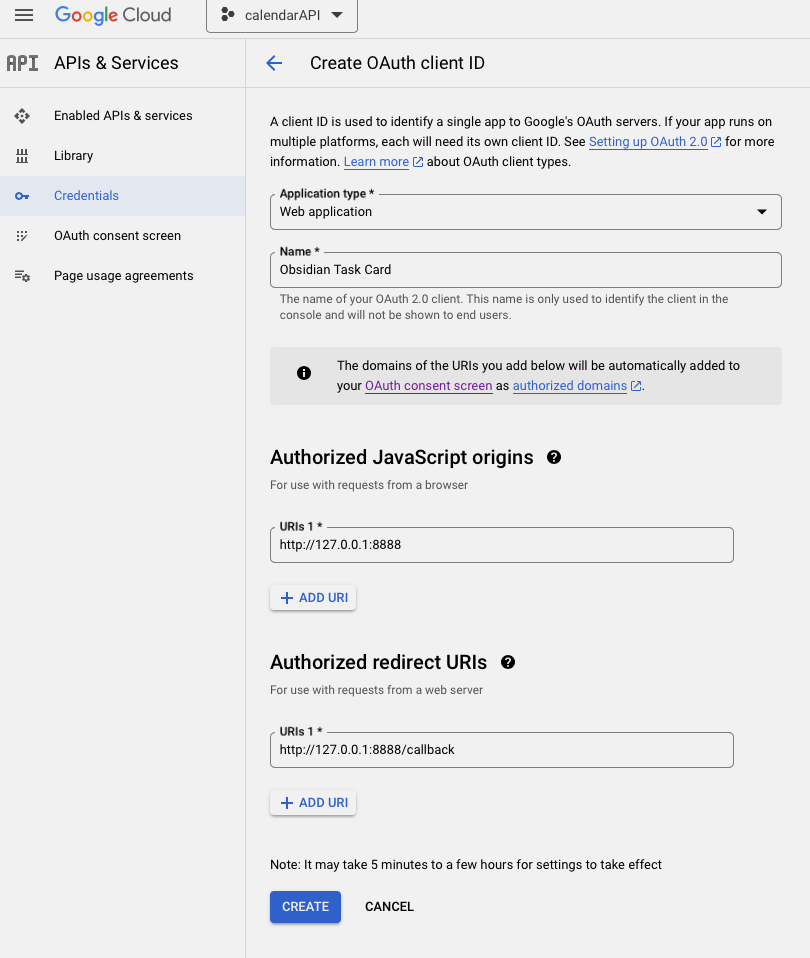 Google Cloud
calendarAPI
API
APIs & Services
Create OAuth client ID
Enabled APIs & services
Library
Credentials
OAuth consent screen
Page usage agreements
A client ID is used to identify a single app to Google's OAuth servers. If your app runs on
multiple platforms, each will need its own client ID. See Setting up OAuth 2.0 for more
information. Learn more about OAuth client types.
Application type *
Web application
Name *
Obsidian Task Card
The name of your OAuth 2.0 client. This name is only used to identify the client in the
console and will not be shown to end users.
The domains of the URIs you add below will be automatically added to
your OAuth consent screen as authorized domains.
Authorized JavaScript origins
For use with requests from a browser
URIs 1 *
http://127.0.0.1:8888
+ ADD URI
Authorized redirect URIs
For use with requests from a web server
URIs 1 *
http://127.0.0.1:8888/callback
+ ADD URI
Note: It may take 5 minutes to a few hours for settings to take effect
CREATE
CANCEL